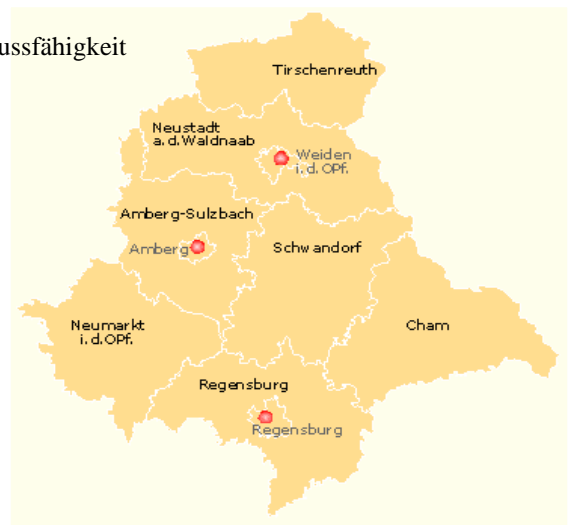 ussfähigkeit
Tirschenreuth
Neustadt
a.d.Waldnaab
Weiden
i.d.OPf.
Amberg-Sulzbach
Amberg
Schwandorf
Neumarkt
i.d.OPf.
Cham
Regensburg
Regensburg